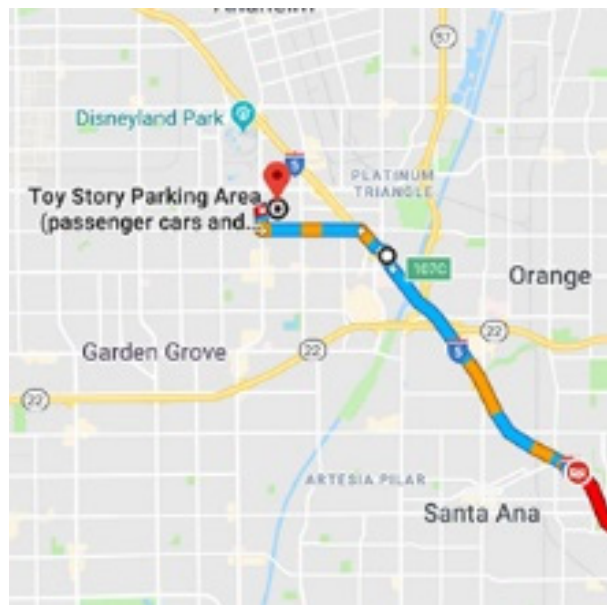 Anaheim
57
Disneyland Park
5
PLATINUM
TRIANGLE
Toy Story Parking Area
(passenger cars and...
107C
Orange
22
Garden Grove
22
5
22
ARTESIA PILAR
Santa Ana